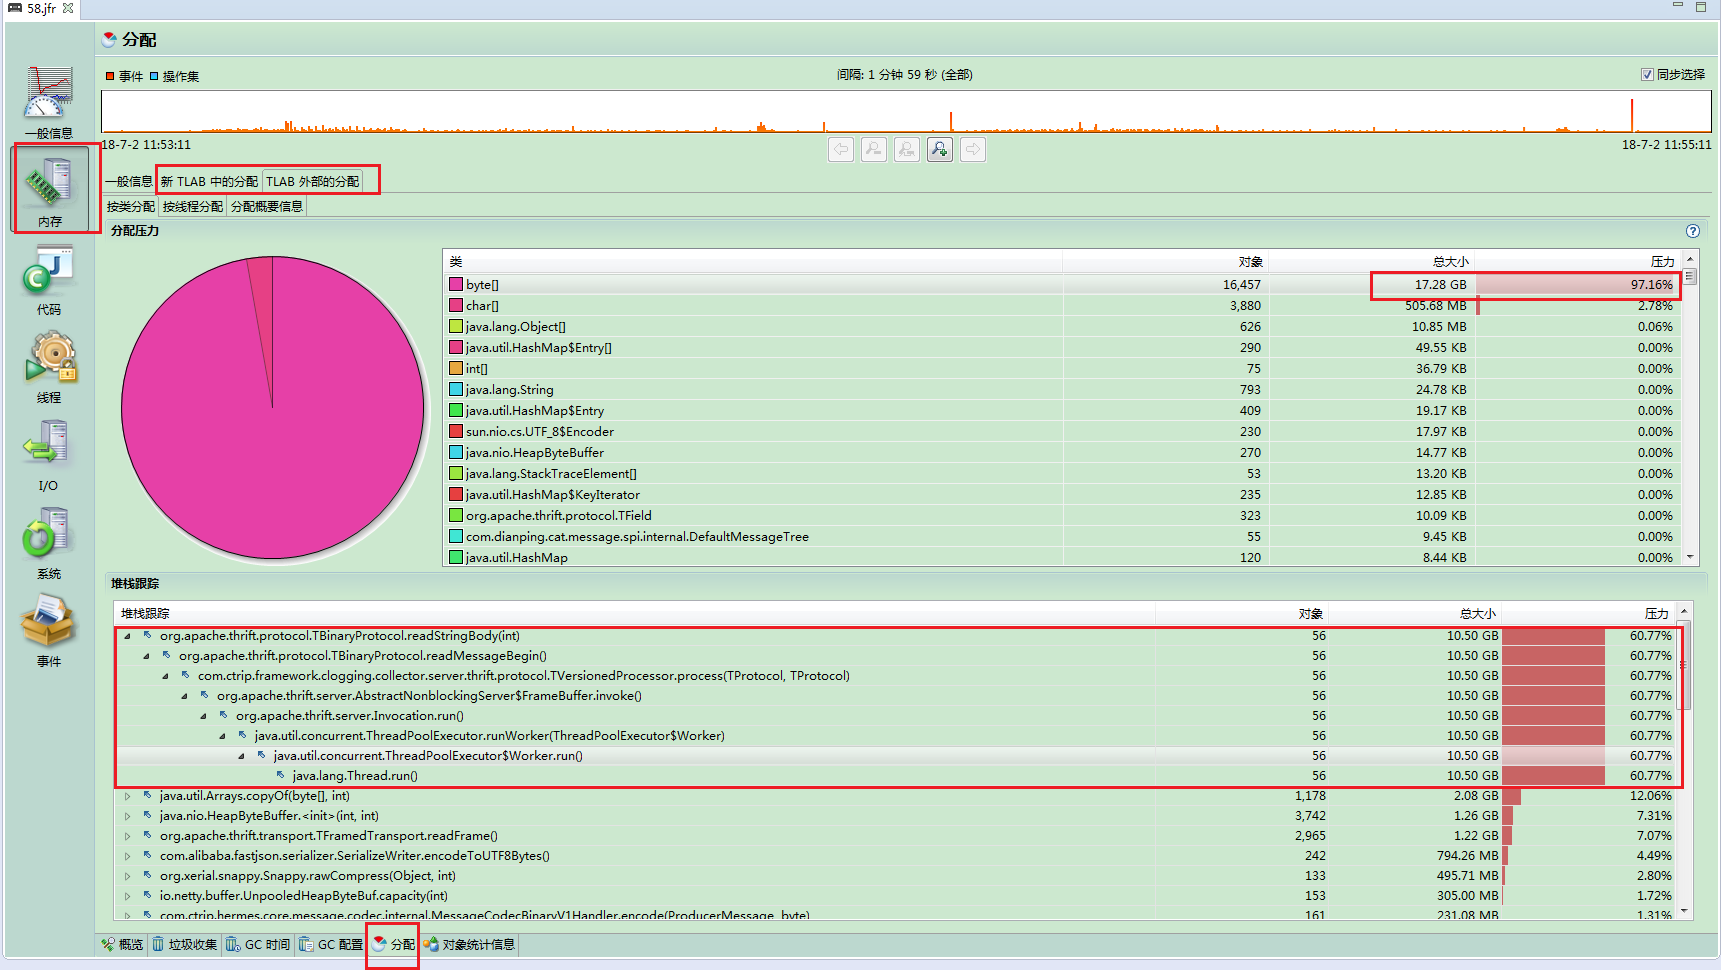 58.jfr
分配
事件 操作集 间隔: 1 分钟 59 秒 (全部) 同步选择
18-7-2 11:53:11 18-7-2 11:55:11
一般信息 新 TLAB 中的分配 TLAB 外部的分配
按类分配 按线程分配 分配概要信息
分配压力
类 对象 总大小 压力
byte[] 16,457 17.28 GB 97.16%
char[] 3,880 505.68 MB 2.78%
java.lang.Object[] 626 10.85 MB 0.06%
java.util.HashMap$Entry[] 290 49.55 KB 0.00%
int[] 75 36.79 KB 0.00%
java.lang.String 793 24.78 KB 0.00%
java.util.HashMap$Entry 409 19.17 KB 0.00%
sun.nio.cs.UTF_8$Encoder 230 17.97 KB 0.00%
java.nio.HeapByteBuffer 270 14.77 KB 0.00%
java.lang.StackTraceElement[] 53 13.20 KB 0.00%
java.util.HashMap$KeyIterator 235 12.85 KB 0.00%
org.apache.thrift.protocol.TField 323 10.09 KB 0.00%
com.dianping.cat.message.spi.internal.DefaultMessageTree 55 9.45 KB 0.00%
java.util.HashMap 120 8.44 KB 0.00%
堆栈跟踪
堆栈跟踪 对象 总大小 压力
org.apache.thrift.protocol.TBinaryProtocol.readStringBody(int) 56 10.50 GB 60.77%
org.apache.thrift.protocol.TBinaryProtocol.readMessageBegin() 56 10.50 GB 60.77%
com.ctrip.framework.clogging.collector.server.thrift.protocol.TVersionedProcessor.process(TProtocol, TProtocol) 56 10.50 GB 60.77%
org.apache.thrift.server.AbstractNonblockingServer$FrameBuffer.invoke() 56 10.50 GB 60.77%
org.apache.thrift.server.Invocation.run() 56 10.50 GB 60.77%
java.util.concurrent.ThreadPoolExecutor.runWorker(ThreadPoolExecutor$Worker) 56 10.50 GB 60.77%
java.util.concurrent.ThreadPoolExecutor$Worker.run() 56 10.50 GB 60.77%
java.lang.Thread.run() 56 10.50 GB 60.77%
java.util.Arrays.copyOf(byte[], int) 1,178 2.08 GB 12.06%
java.nio.HeapByteBuffer.<init>(int, int) 3,742 1.26 GB 7.31%
org.apache.thrift.transport.TFramedTransport.readFrame() 2,965 1.22 GB 7.07%
com.alibaba.fastjson.serializer.SerializeWriter.encodeToUTF8Bytes() 242 794.26 MB 4.49%
org.xerial.snappy.Snappy.rawCompress(Object, int) 133 495.71 MB 2.80%
io.netty.buffer.UnpooledHeapByteBuf.capacity(int) 153 305.00 MB 1.72%
com.ctrip.hermes.core.message.codec.internal.MessageCodecBinaryV1Handler.encode(ProducerMessage, byte) 161 231.08 MB 1.31%
一般信息
内存
代码
线程
I/O
系统
事件
概览 垃圾收集 GC 时间 GC 配置 分配 对象统计信息